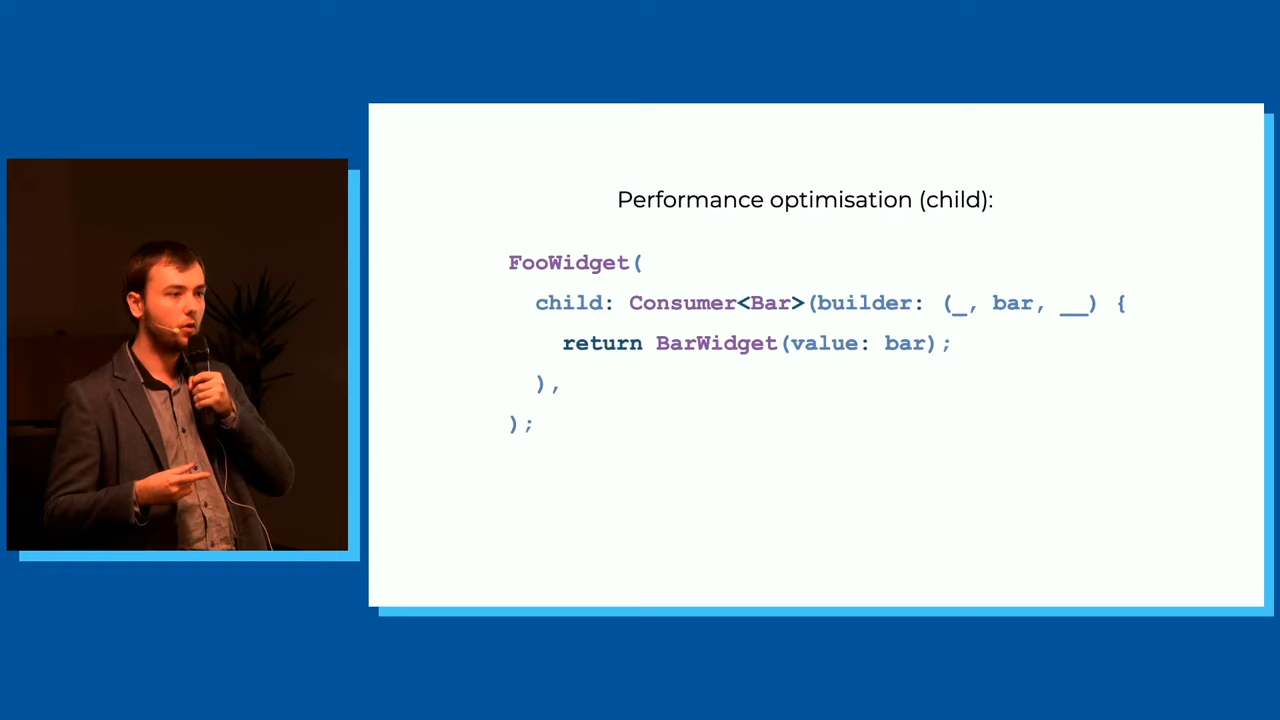 Performance optimisation (child):
FooWidget(
child: Consumer<Bar>(builder: (_, bar, __) {
return BarWidget(value: bar);
),
);